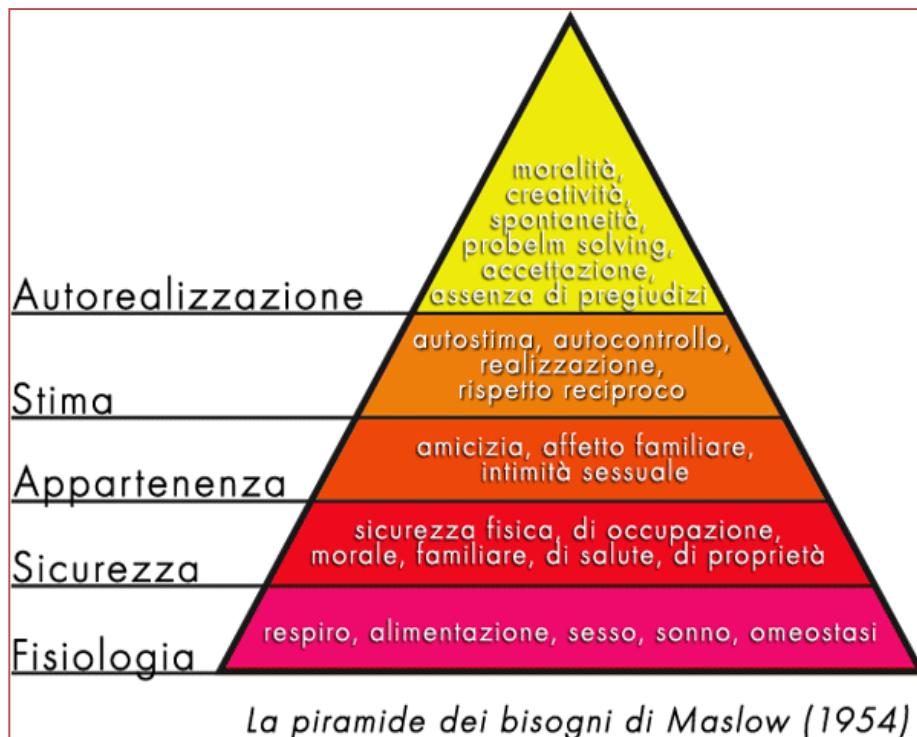 moralità,
creatività,
spontaneità,
probelm solving,
accettazione,
assenza di pregiudizi
Autorealizzazione
autostima, autocontrollo,
realizzazione,
rispetto reciproco
Stima
amicizia, affetto familiare,
intimità sessuale
Appartenenza
sicurezza fisica, di occupazione,
morale, familiare, di salute, di proprietà
Sicurezza
respiro, alimentazione, sesso, sonno, omeostasi
Fisiologia
La piramide dei bisogni di Maslow (1954)